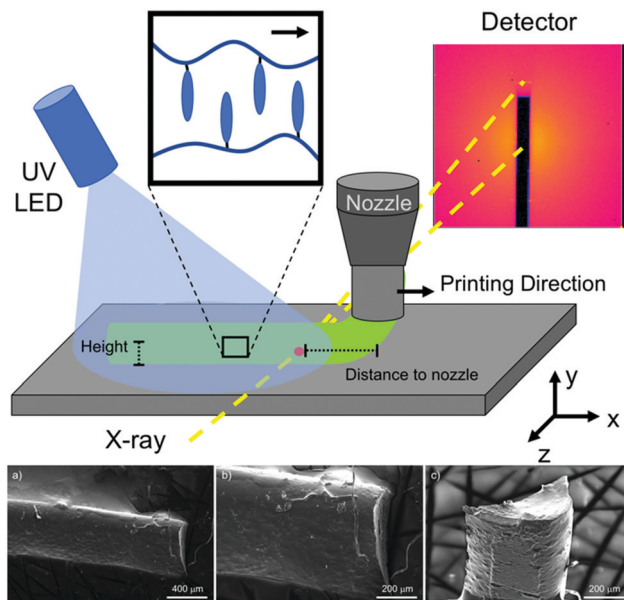 Detector
UV
LED
Nozzle
Printing Direction
Height
Distance to nozzle
X-ray
y
x
z
a)
400 µm
b)
200 µm
c)
200 µm